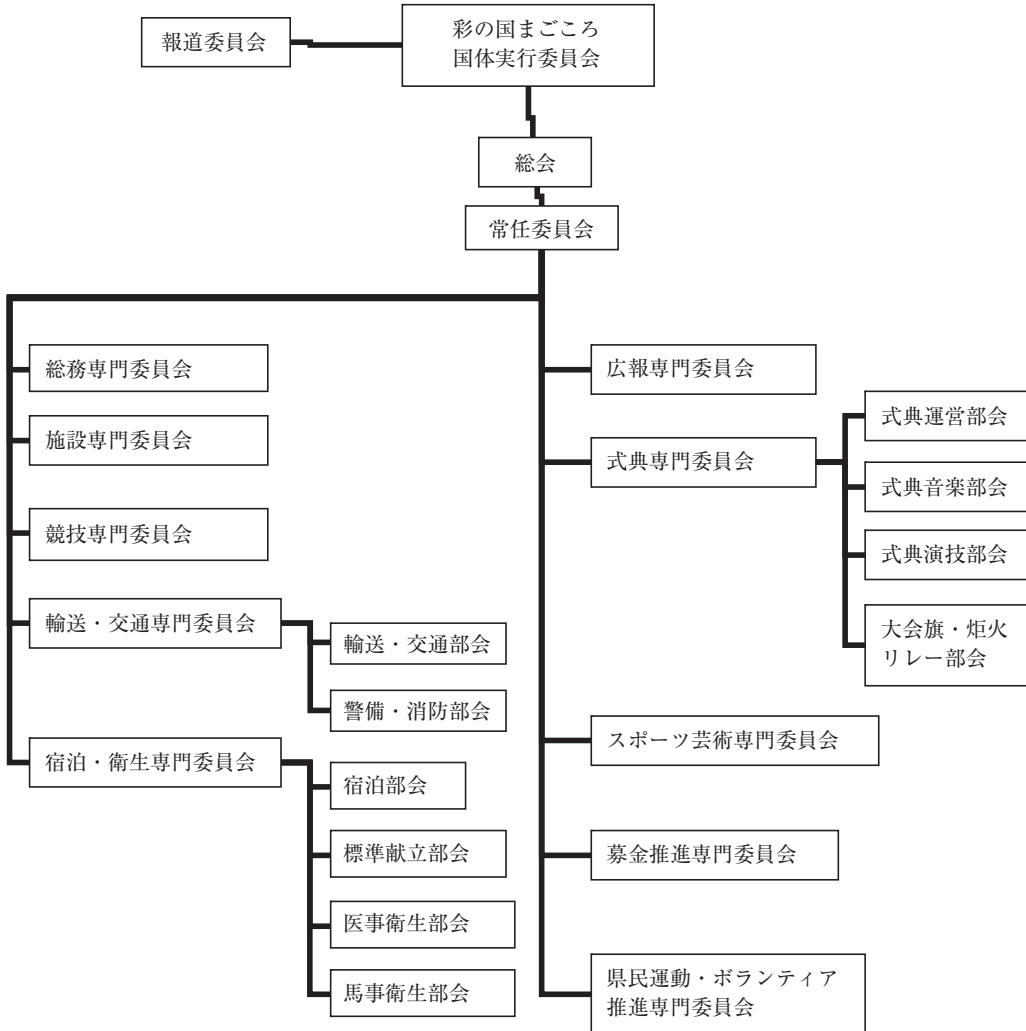 報道委員会
彩の国まごころ
国体実行委員会
総会
常任委員会
総務専門委員会
施設専門委員会
競技専門委員会
輸送・交通専門委員会
輸送・交通部会
警備・消防部会
宿泊・衛生専門委員会
宿泊部会
標準献立部会
医事衛生部会
馬事衛生部会
広報専門委員会
式典専門委員会
式典運営部会
式典音楽部会
式典演技部会
大会旗・炬火
リレー部会
スポーツ芸術専門委員会
募金推進専門委員会
県民運動・ボランティア
推進専門委員会